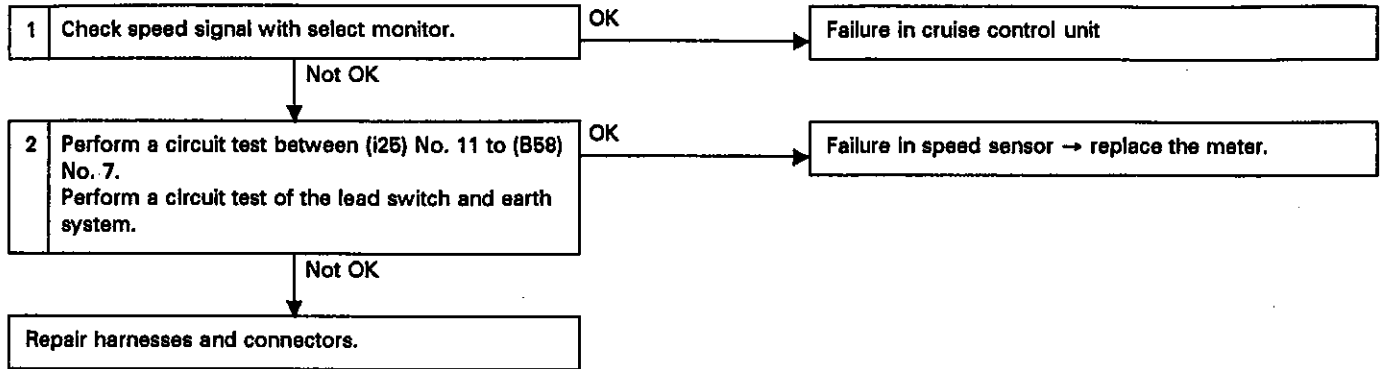 1 Check speed signal with select monitor.
OK
Failure in cruise control unit
Not OK
2 Perform a circuit test between (i25) No. 11 to (B58)
No. 7.
Perform a circuit test of the lead switch and earth
system.
OK
Failure in speed sensor → replace the meter.
Not OK
Repair harnesses and connectors.